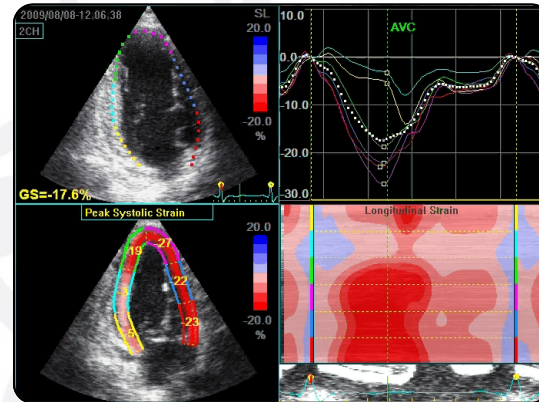 2009/08/08-12:06:38
2CH
SL
20.0
-20.0
%
GS=-17.6%
10.0
0.0
-10.0
-20.0
-30.0
AVC
Peak Systolic Strain
20.0
-20.0
%
-19
-27
-22
-23
-5
Longitudinal Strain